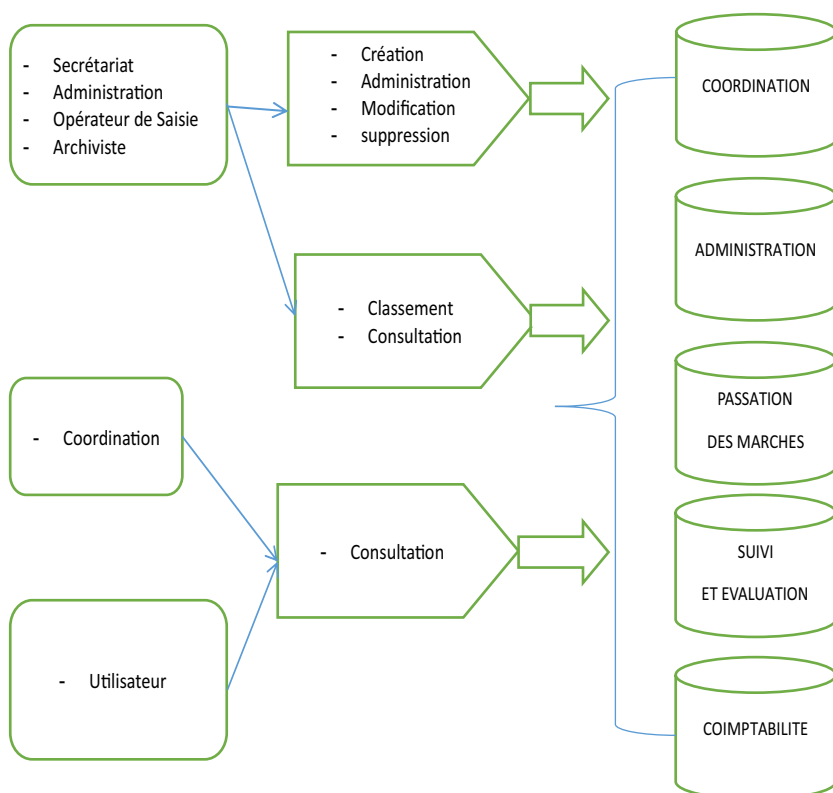 - Secrétariat
- Administration
- Opérateur de Saisie
- Archiviste
- Création
- Administration
- Modification
- suppression
- Classement
- Consultation
- Coordination
- Consultation
- Utilisateur
COORDINATION
ADMINISTRATION
PASSATION
DES MARCHES
SUIVI
ET EVALUATION
COIMPTABILITE